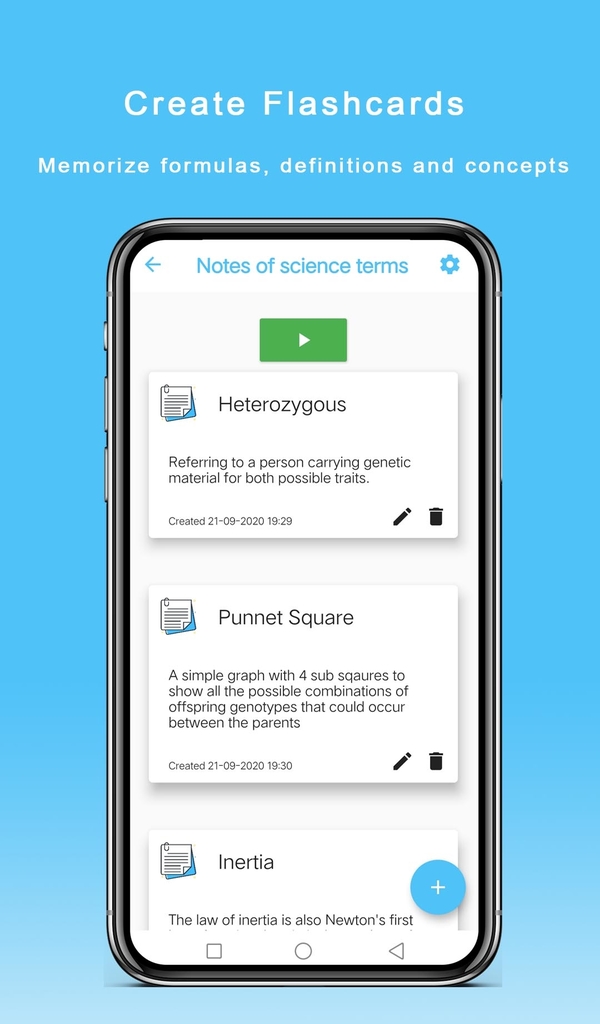 Create Flashcards
Memorize formulas, definitions and concepts
Notes of science terms
Heterozygous
Referring to a person carrying genetic
material for both possible traits.
Created 21-09-2020 19:29
Punnet Square
A simple graph with 4 sub sqaures to
show all the possible combinations of
offspring genotypes that could occur
between the parents
Created 21-09-2020 19:30
Inertia
The law of inertia is also Newton's first